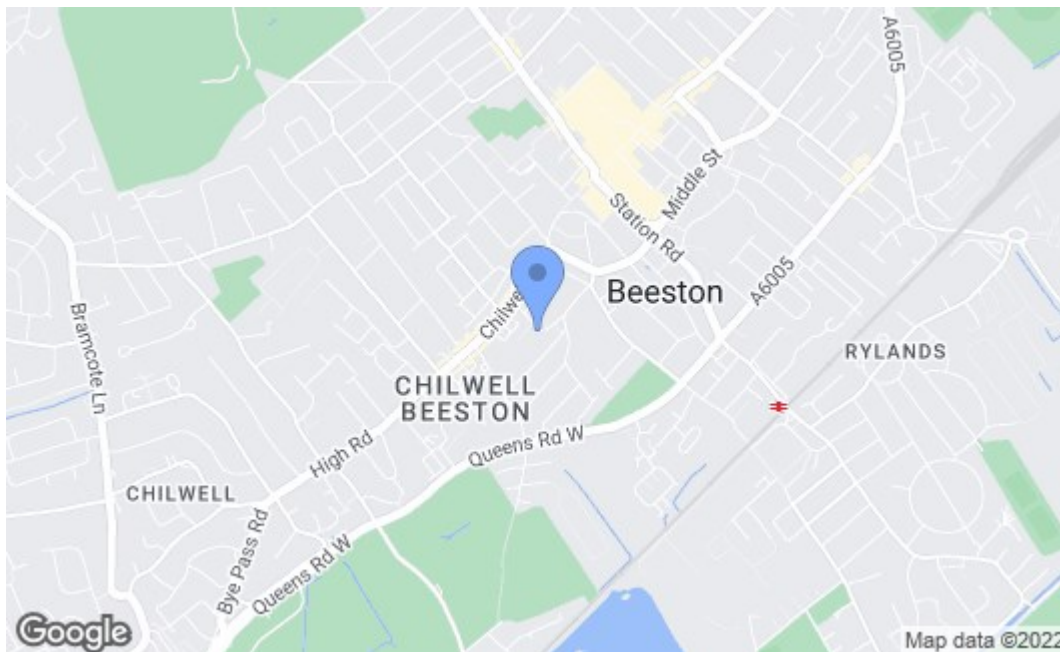 A6005
Middle St
Station Rd
Beeston
A6005
Chilwe
RYLANDS
Bramcote Ln
CHILWELL
BEESTON
High Rd
Queens Rd W
CHILWELL
Bye Pass Rd
Queens Rd W
Google
Map data ©2022